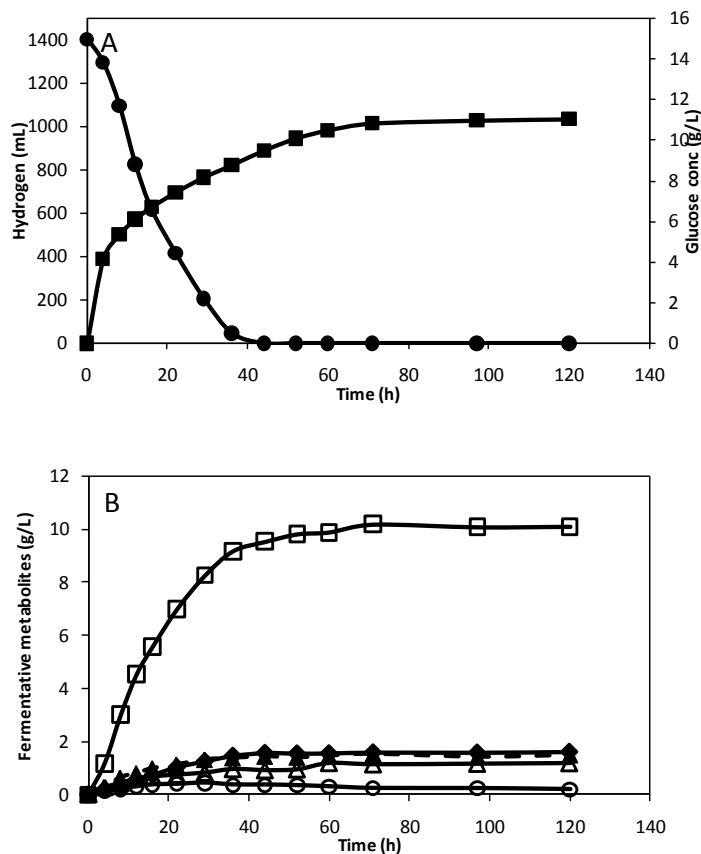 A
1400
1200
1000
800
600
400
200
0
Hydrogen (mL)
16
14
12
10
8
6
4
2
0
Glucose conc (g/L)
0 20 40 60 80 100 120 140
Time (h)
B
12
10
8
6
4
2
0
Fermentative metabolites (g/L)
0 20 40 60 80 100 120 140
Time (h)